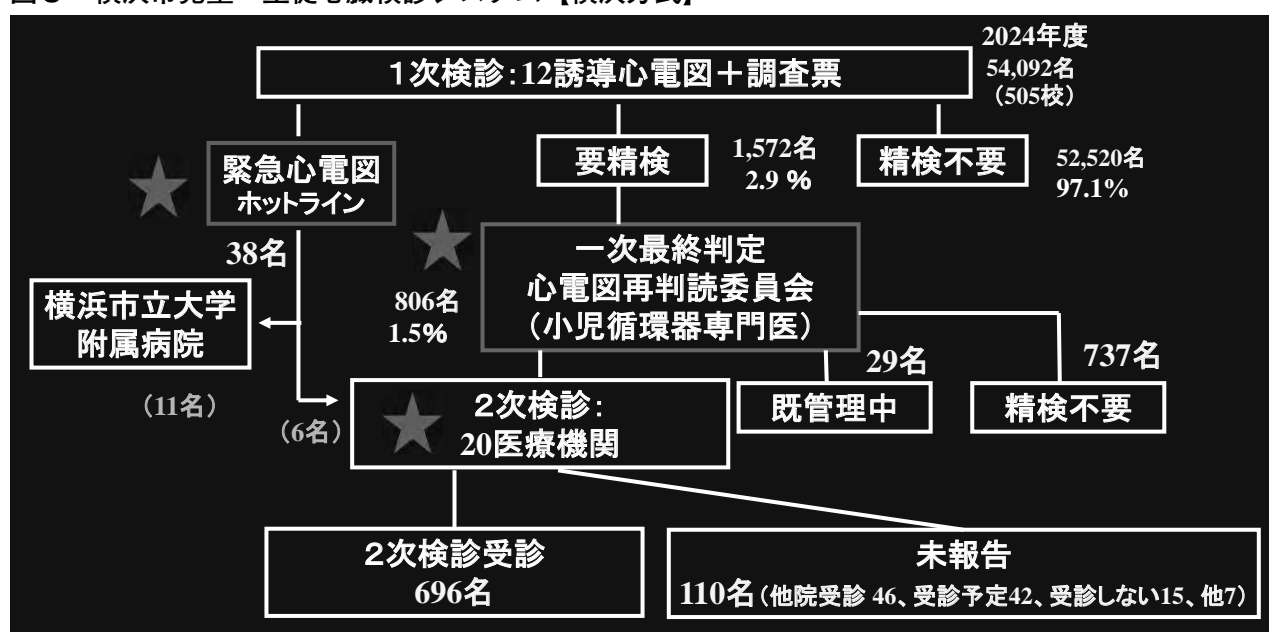 2024年度
1次検診:12誘導心電図+調査票
54,092名
(505校)
緊急心電図
ホットライン
要精検
1,572名
2.9 %
精検不要
52,520名
97.1%
38名
一次最終判定
心電図再判読委員会
(小児循環器専門医)
806名
1.5%
横浜市立大学
附属病院
(11名)
(6名)
29名
737名
既管理中
精検不要
2次検診:
20医療機関
2次検診受診
696名
未報告
110名(他院受診 46、受診予定42、受診しない15、他7)